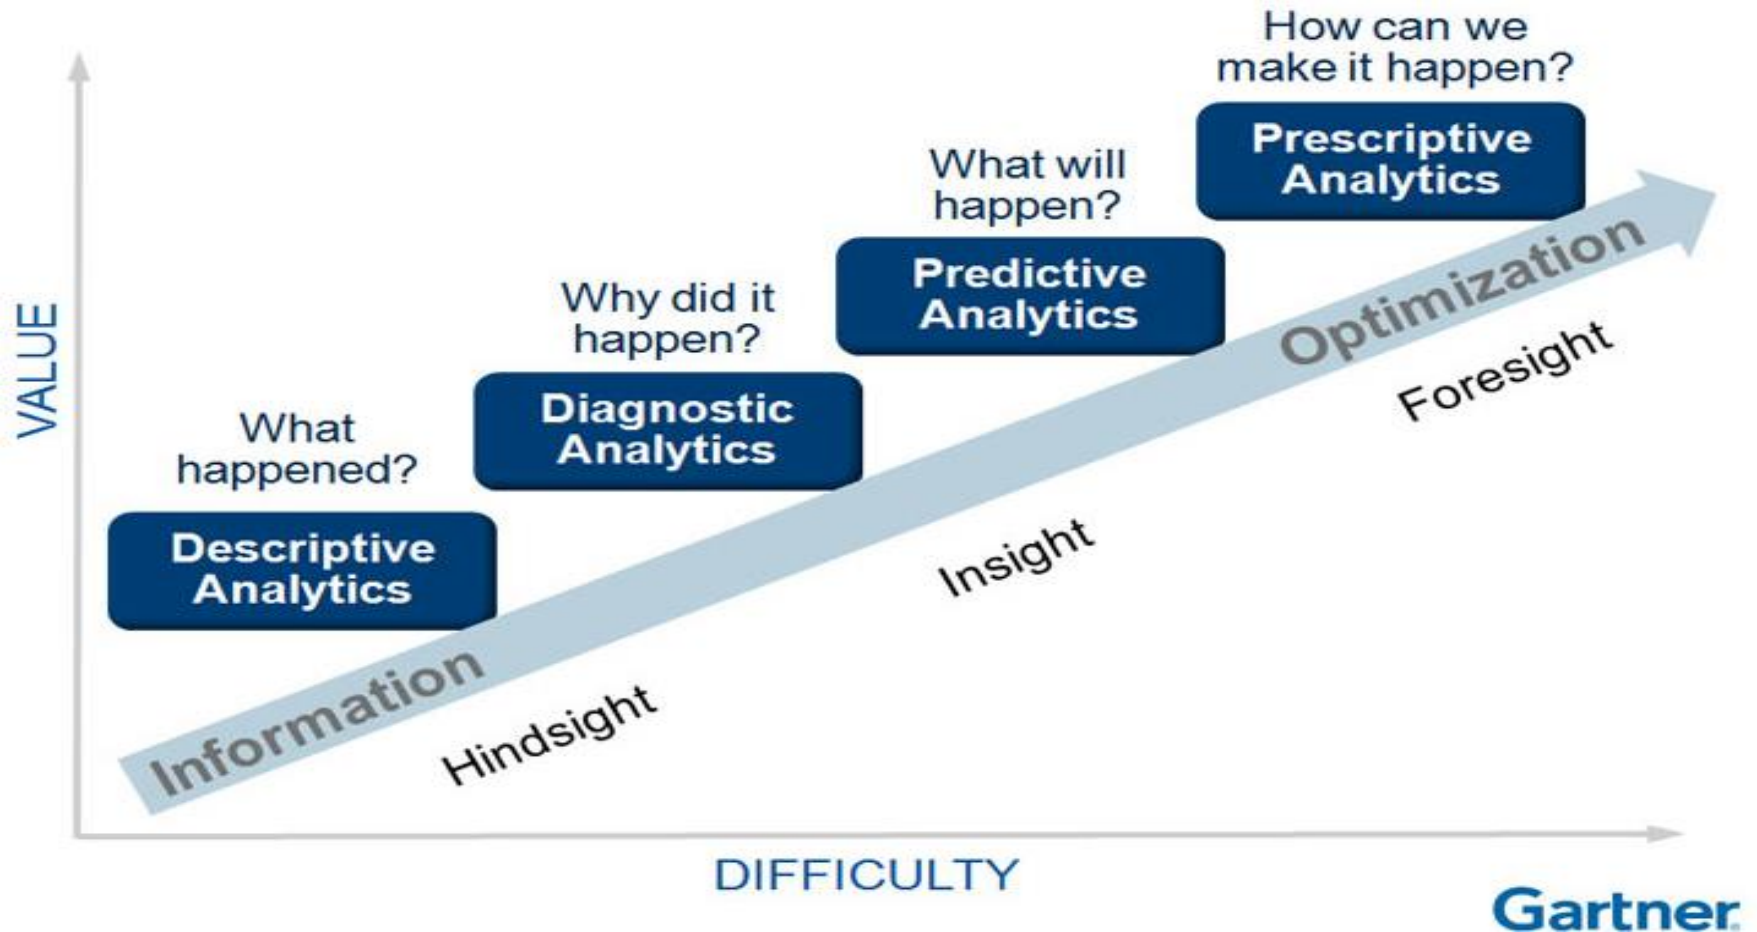 How can we
make it happen?
Prescriptive
Analytics
What will
happen?
Predictive
Analytics
Why did it
happen?
Diagnostic
Analytics
What
happened?
Descriptive
Analytics
VALUE
Information
Optimization
Hindsight
Insight
Foresight
DIFFICULTY
Gartner